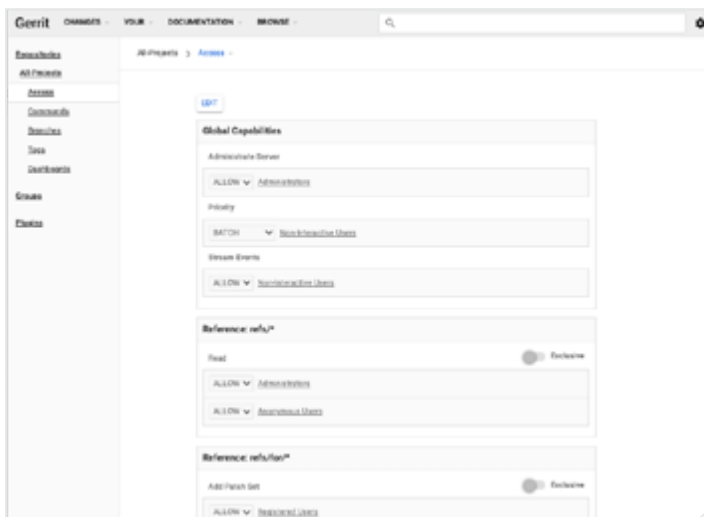 Gerrit CHANGES YOUR DOCUMENTATION BROWSE
Repositories
All-Projects
Access
Commands
Branches
Tags
Dashboards
Groups
Plugins
All-Projects > Access
EDIT
Global Capabilities
Administrate Server
ALLOW Administrators
Priority
BATCH Non-Interactive Users
Stream Events
ALLOW Non-Interactive Users
Reference: refs/*
Read Exclusive
ALLOW Administrators
ALLOW Anonymous Users
Reference: refs/for/*
Add Patch Set Exclusive
ALLOW Registered Users